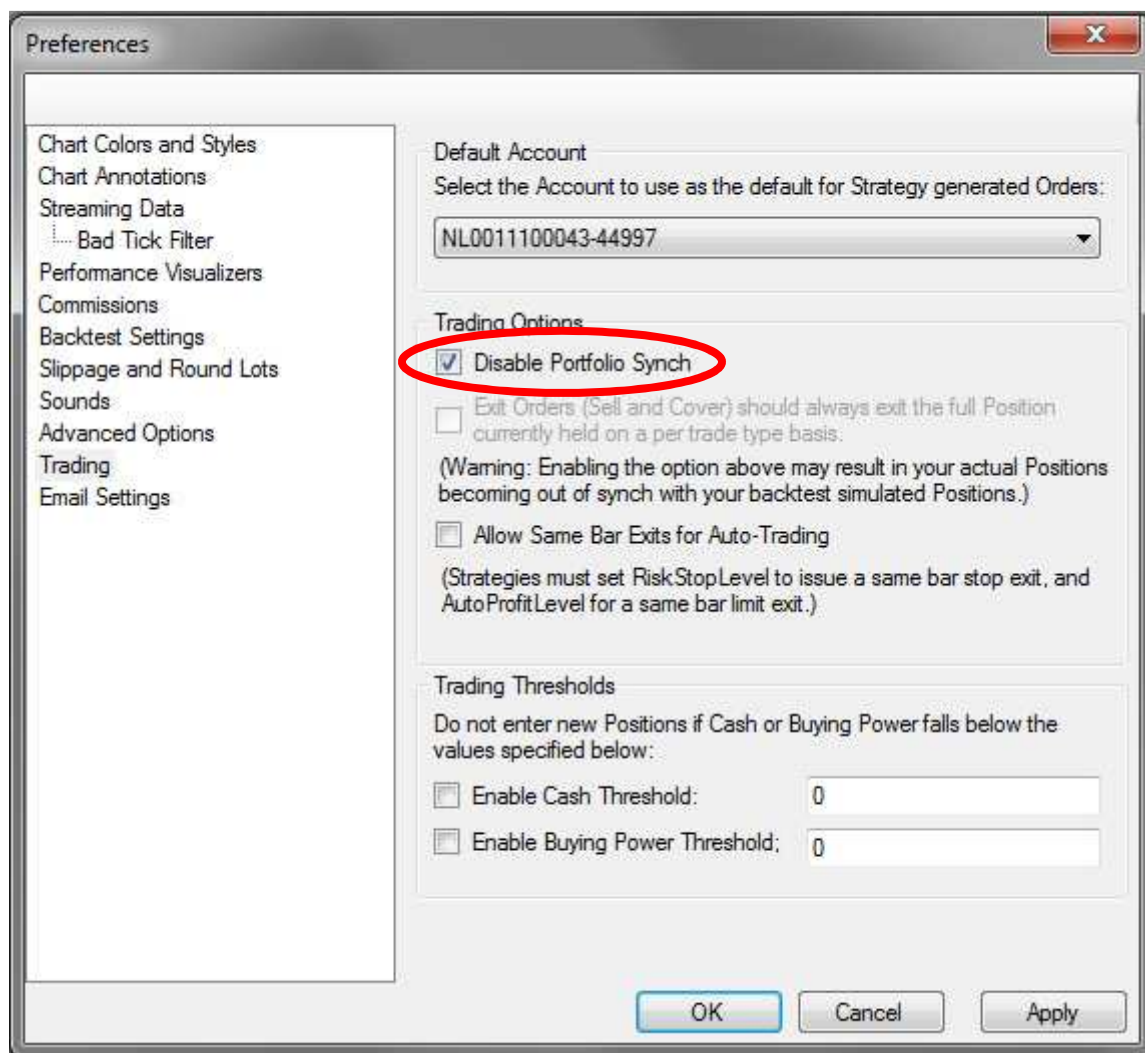 Preferences
Chart Colors and Styles
Chart Annotations
Streaming Data
Bad Tick Filter
Performance Visualizers
Commissions
Backtest Settings
Slippage and Round Lots
Sounds
Advanced Options
Trading
Email Settings
Default Account
Select the Account to use as the default for Strategy generated Orders:
NL0011100043-44997
Trading Options
Disable Portfolio Synch
Exit Orders (Sell and Cover) should always exit the full Position
currently held on a per trade type basis.
(Warning: Enabling the option above may result in your actual Positions
becoming out of synch with your backtest simulated Positions.)
Allow Same Bar Exits for Auto-Trading
(Strategies must set RiskStopLevel to issue a same bar stop exit, and
AutoProfitLevel for a same bar limit exit.)
Trading Thresholds
Do not enter new Positions if Cash or Buying Power falls below the
values specified below:
Enable Cash Threshold: 0
Enable Buying Power Threshold; 0
OK Cancel Apply